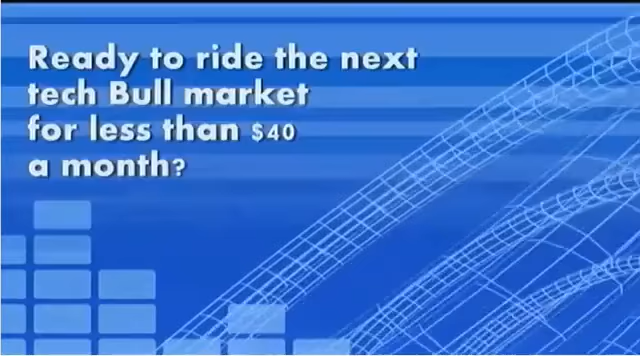 Ready to ride the next
tech Bull market
for less than $40
a month?